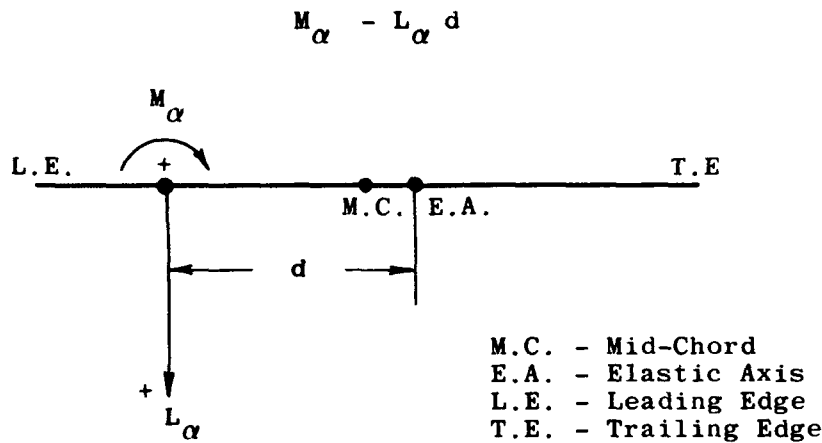 M_α - L_α d
M_α
L.E. + T.E
M.C. E.A.
d
+
L_α
M.C. - Mid-Chord
E.A. - Elastic Axis
L.E. - Leading Edge
T.E. - Trailing Edge